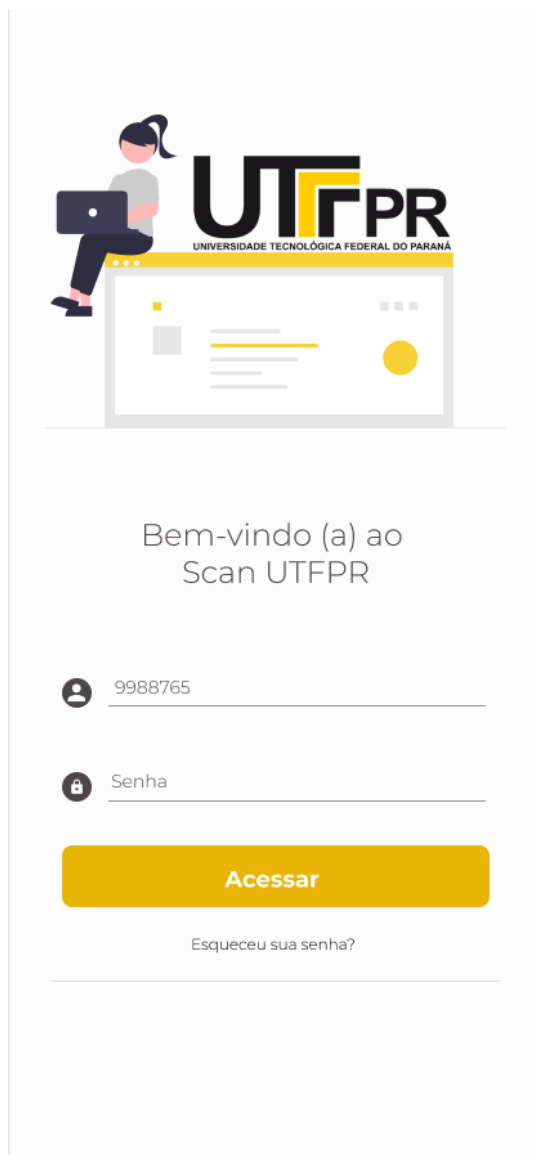 UTFPR
UNIVERSIDADE TECNOLÓGICA FEDERAL DO PARANÁ
Bem-vindo (a) ao
Scan UTFPR
9988765
Senha
Acessar
Esqueceu sua senha?